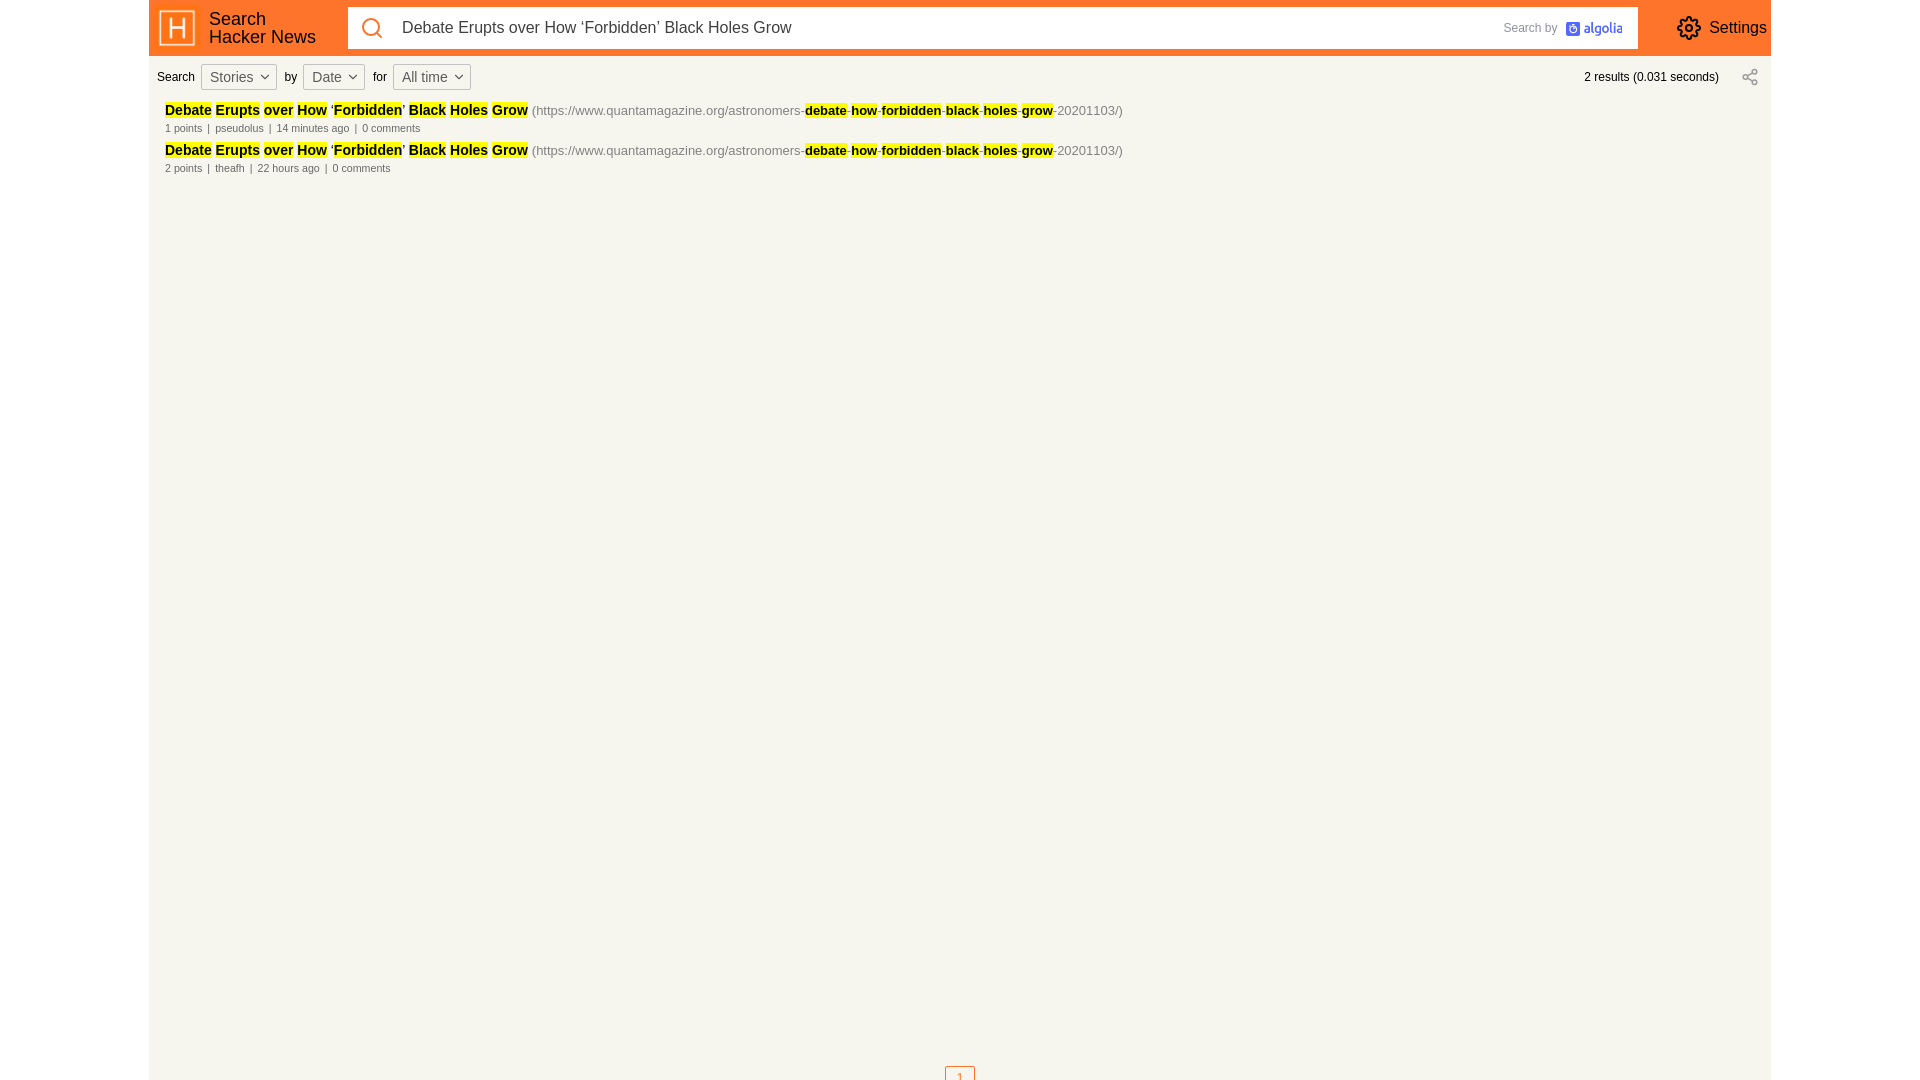 Search
Hacker News
Debate Erupts over How ‘Forbidden’ Black Holes Grow
Search by algolia
Settings
Search Stories by Date for All time
2 results (0.031 seconds)
Debate Erupts over How ‘Forbidden’ Black Holes Grow (https://www.quantamagazine.org/astronomers-debate-how-forbidden-black-holes-grow-20201103/)
1 points | pseudolus | 14 minutes ago | 0 comments
Debate Erupts over How ‘Forbidden’ Black Holes Grow (https://www.quantamagazine.org/astronomers-debate-how-forbidden-black-holes-grow-20201103/)
2 points | theafh | 22 hours ago | 0 comments
1